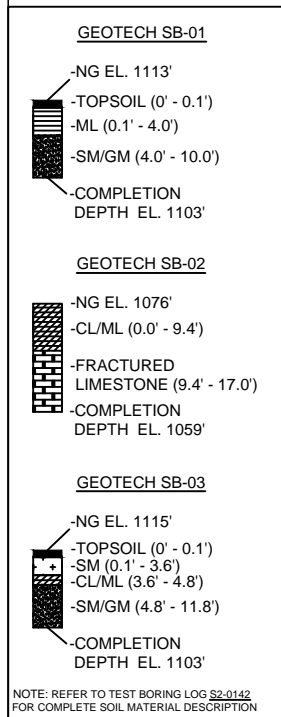 GEOTECH SB-01
-NG EL. 1113'
-TOPSOIL (0' - 0.1')
-ML (0.1' - 4.0')
-SM/GM (4.0' - 10.0')
-COMPLETION
DEPTH EL. 1103'
GEOTECH SB-02
-NG EL. 1076'
-CL/ML (0.0' - 9.4')
-FRACTURED
LIMESTONE (9.4' - 17.0')
-COMPLETION
DEPTH EL. 1059'
GEOTECH SB-03
-NG EL. 1115'
-TOPSOIL (0' - 0.1')
-SM (0.1' - 3.6')
-CL/ML (3.6' - 4.8')
-SM/GM (4.8' - 11.8')
-COMPLETION
DEPTH EL. 1103'
NOTE: REFER TO TEST BORING LOG S2-0142
FOR COMPLETE SOIL MATERIAL DESCRIPTION